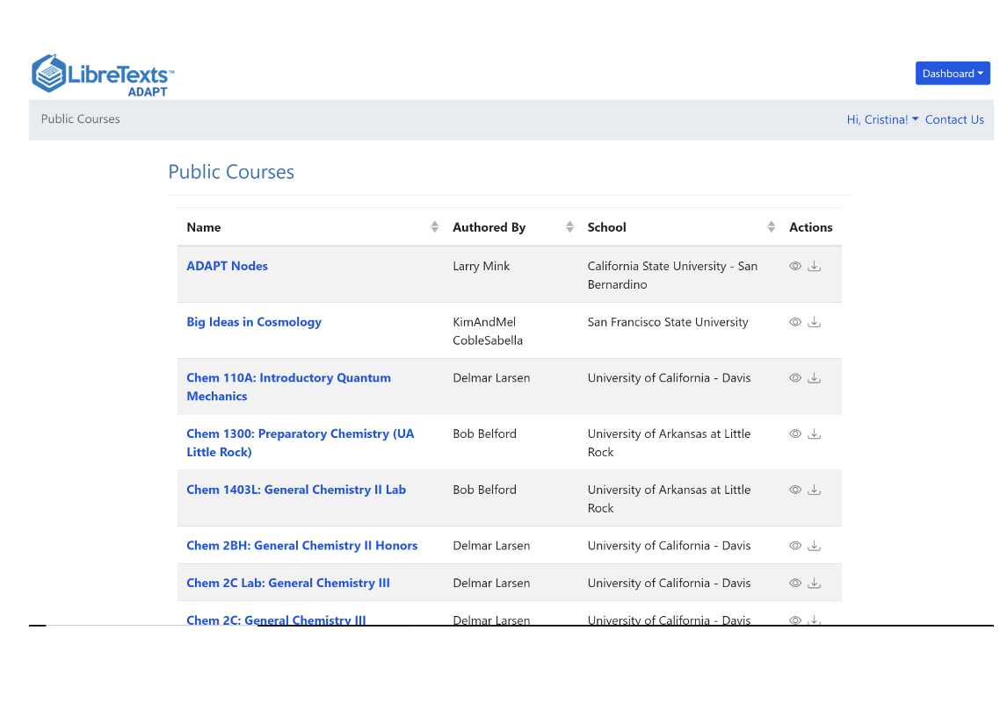 LibreTexts™
ADAPT
Dashboard
Public Courses
Hi, Cristina! Contact Us
Public Courses
Name Authored By School Actions
ADAPT Nodes Larry Mink California State University - San
Bernardino
Big Ideas in Cosmology KimAndMel San Francisco State University
CobleSabella
Chem 110A: Introductory Quantum Delmar Larsen University of California - Davis
Mechanics
Chem 1300: Preparatory Chemistry (UA Bob Belford University of Arkansas at Little
Little Rock) Rock
Chem 1403L: General Chemistry II Lab Bob Belford University of Arkansas at Little
Rock
Chem 2BH: General Chemistry II Honors Delmar Larsen University of California - Davis
Chem 2C Lab: General Chemistry III Delmar Larsen University of California - Davis
Chem 2C: General Chemistry III Delmar Larsen University of California - Davis